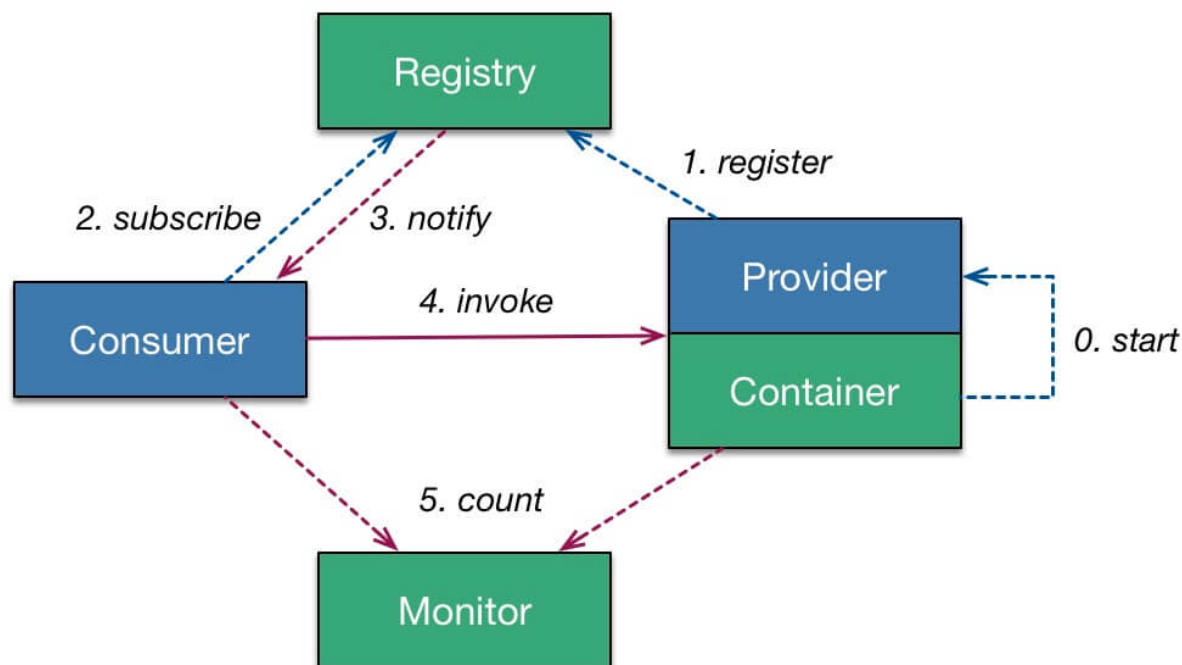 Registry
1. register
2. subscribe
3. notify
Provider
4. invoke
Consumer
0. start
Container
5. count
Monitor